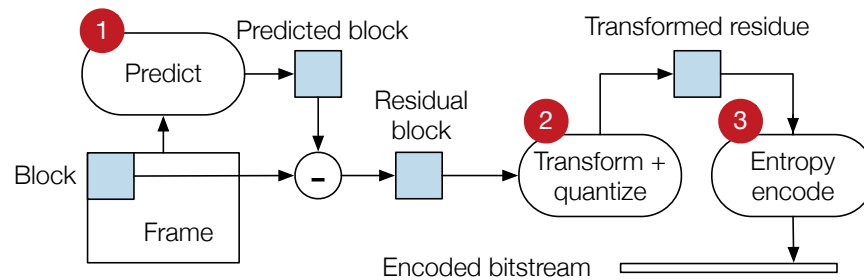 1
Predict
Predicted block
Transformed residue
Residual
block
2
Transform +
quantize
3
Entropy
encode
Block
-
Frame
Encoded bitstream